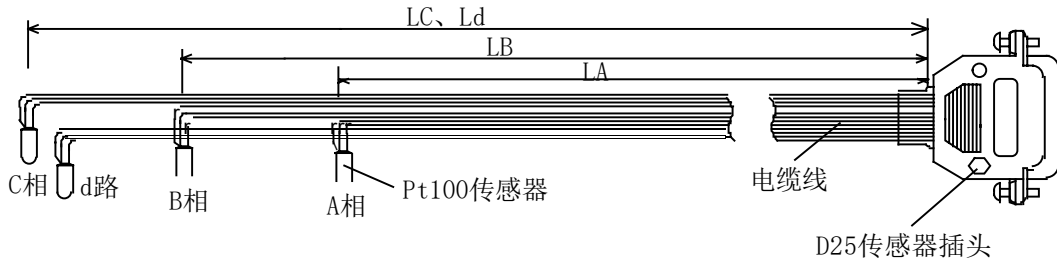 LC、Ld
LB
LA
C相
d路
B相
A相
Pt100传感器
电缆线
D25传感器插头